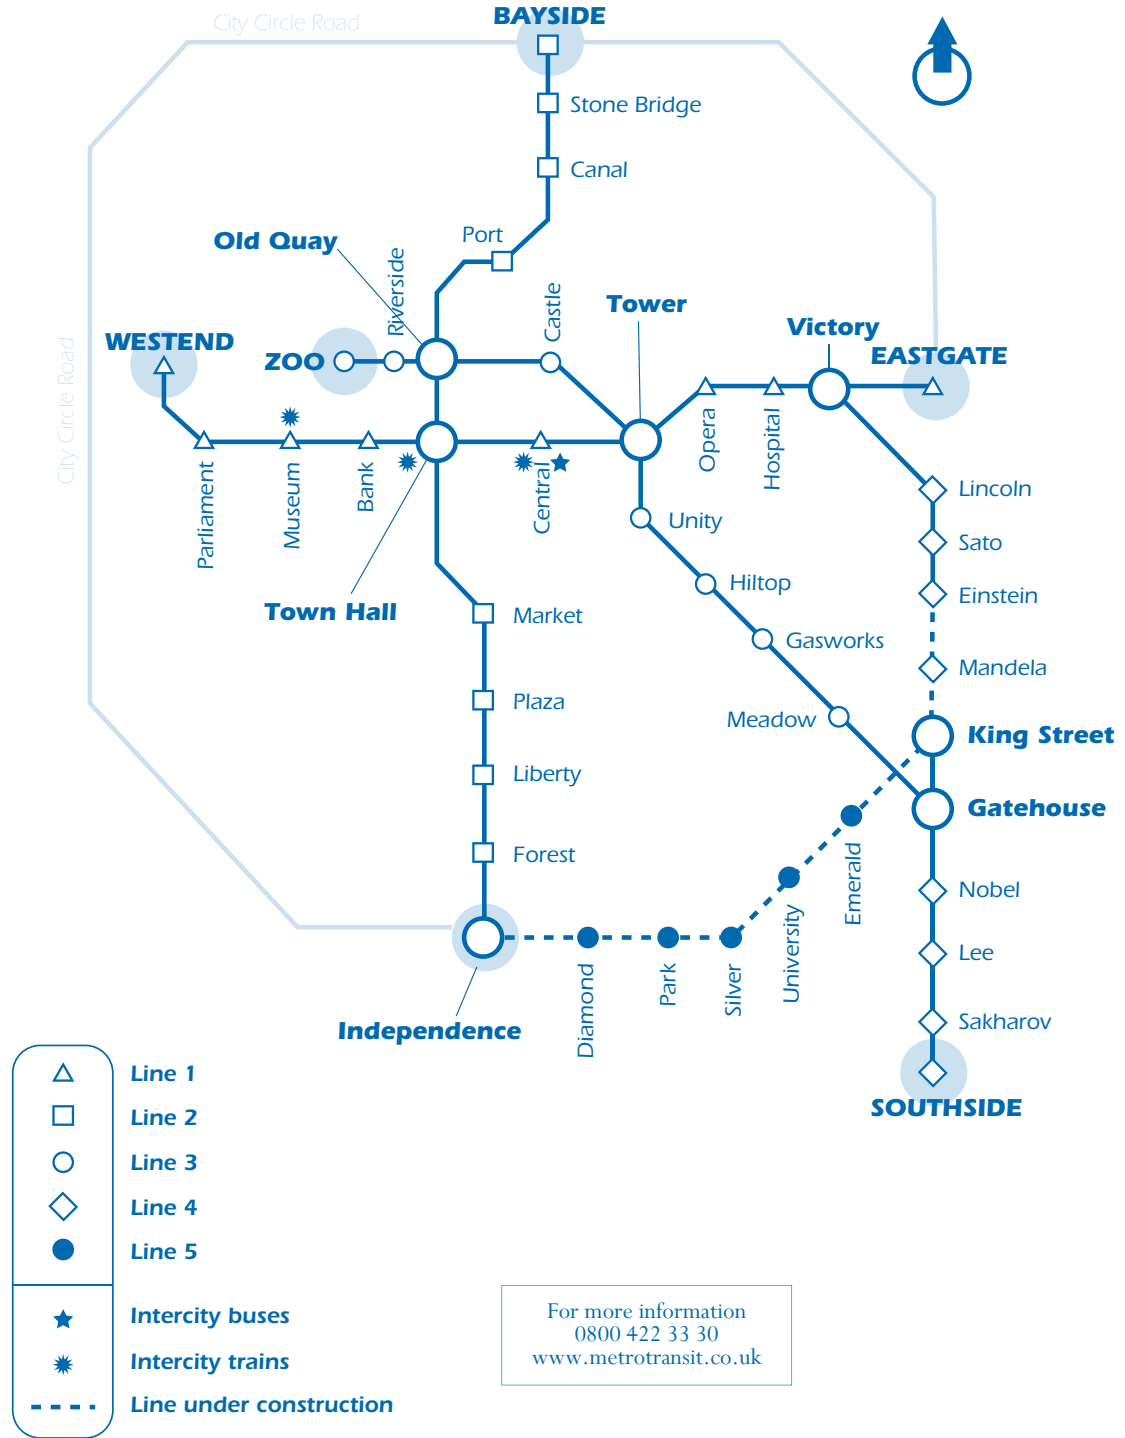 City Circle Road
BAYSIDE
Stone Bridge
Canal
Port
Old Quay
Riverside
Castle
Tower
Victory
WESTEND
ZOO
EASTGATE
City Circle Road
Opera
Hospital
Parliament
Museum
Bank
Central
Lincoln
Unity
Sato
Hiltop
Einstein
Town Hall
Market
Gasworks
Mandela
Plaza
Meadow
King Street
Liberty
Gatehouse
Forest
Emerald
Nobel
University
Lee
Diamond
Park
Silver
Independence
Sakharov
SOUTHSIDE
Line 1
Line 2
Line 3
Line 4
Line 5
Intercity buses
Intercity trains
Line under construction
For more information
0800 422 33 30
www.metrotransit.co.uk